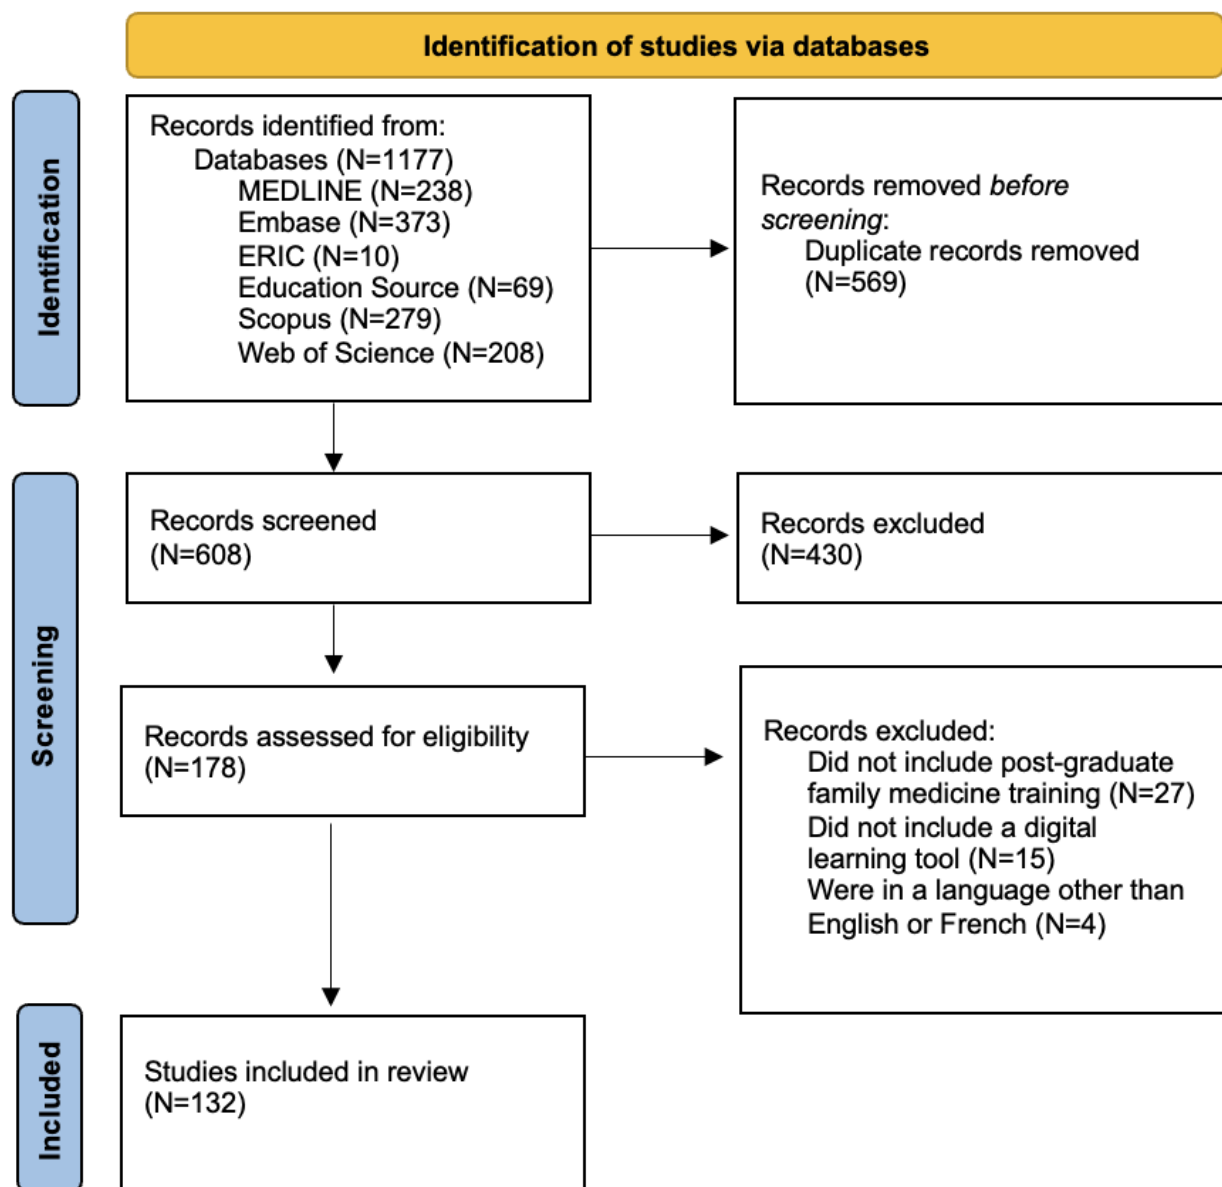 Identification of studies via databases
Identification
Records identified from:
Databases (N=1177)
MEDLINE (N=238)
Embase (N=373)
ERIC (N=10)
Education Source (N=69)
Scopus (N=279)
Web of Science (N=208)
Records removed before
screening:
Duplicate records removed
(N=569)
Screening
Records screened
(N=608)
Records excluded
(N=430)
Records assessed for eligibility
(N=178)
Records excluded:
Did not include post-graduate
family medicine training (N=27)
Did not include a digital
learning tool (N=15)
Were in a language other than
English or French (N=4)
Included
Studies included in review
(N=132)